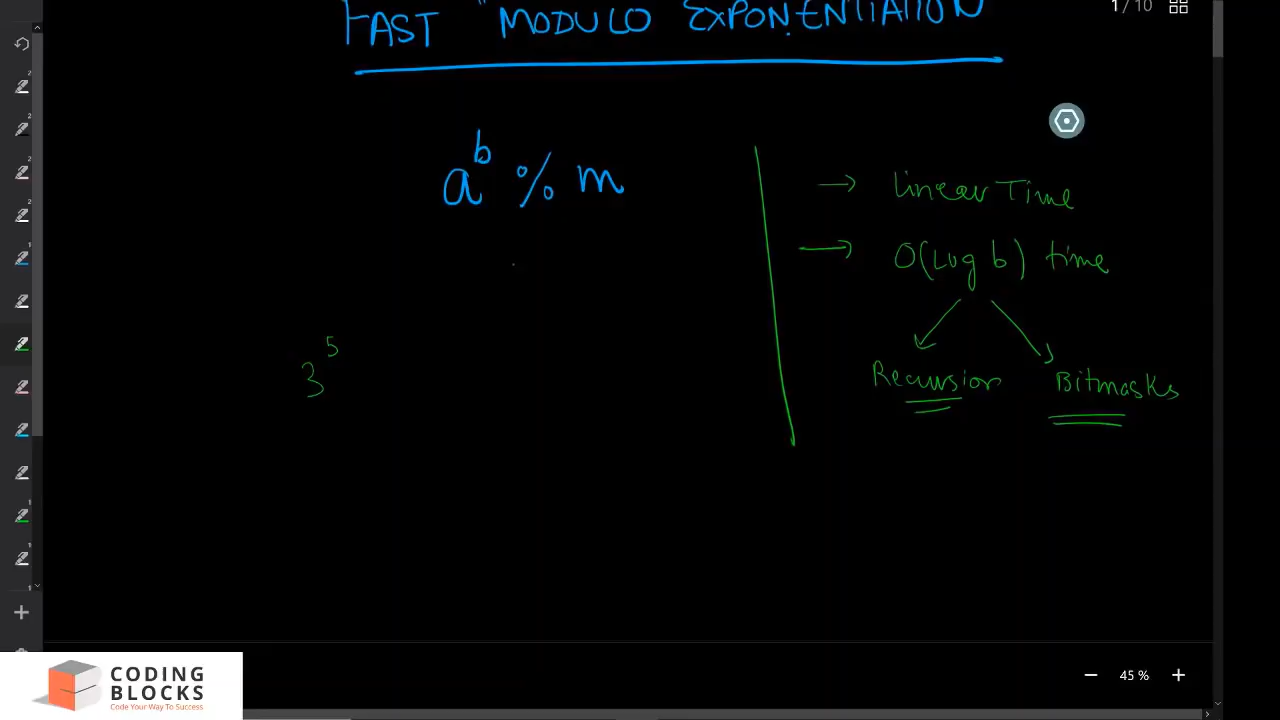 FAST "MODULO EXPONENTIATION
1 / 10
a^b % m
→ Linear Time
→ O(Log b) time
Recursion
Bitmasks
3^5
CODING
BLOCKS
Code Your Way To Success
45 %